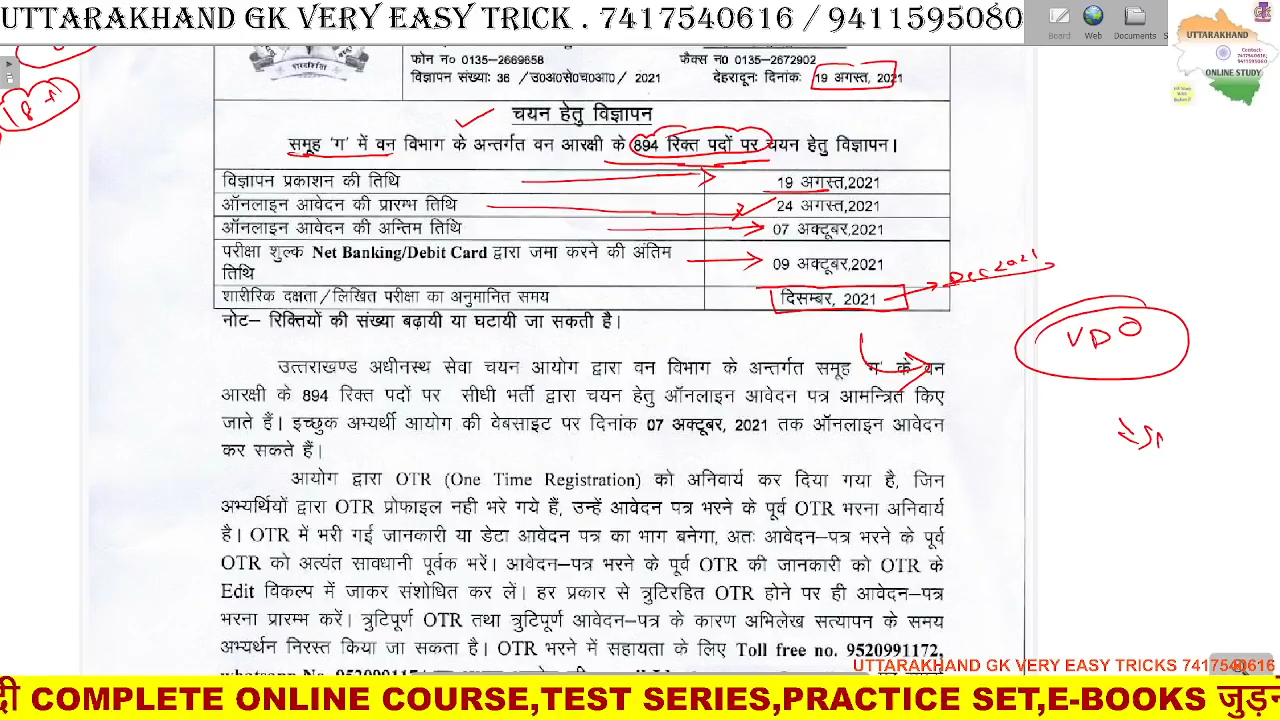 UTTARAKHAND GK VERY EASY TRICK . 7417540616 / 9411595080
Board Web Documents
UTTARAKHAND
Contact:
ONLINE STUDY
फोन न० 0135-2669658 फैक्स न0 0135-2672902
विज्ञापन संख्याः 36 /उ०अ०से०च०आ० / 2021 देहरादूनः दिनांकः 19 अगस्त, 2021
चयन हेतु विज्ञापन
समूह 'ग' में वन विभाग के अन्तर्गत वन आरक्षी के 894 रिक्त पदों पर चयन हेतु विज्ञापन।
विज्ञापन प्रकाशन की तिथि 19 अगस्त,2021
ऑनलाइन आवेदन की प्रारम्भ तिथि 24 अगस्त,2021
ऑनलाइन आवेदन की अन्तिम तिथि 07 अक्टूबर,2021
परीक्षा शुल्क Net Banking/Debit Card द्वारा जमा करने की अंतिम
तिथि 09 अक्टूबर,2021
शारीरिक दक्षता/लिखित परीक्षा का अनुमानित समय दिसम्बर, 2021
Dec 2021
नोट– रिक्तियों की संख्या बढ़ायी या घटायी जा सकती है।
VDO
उत्तराखण्ड अधीनस्थ सेवा चयन आयोग द्वारा वन विभाग के अन्तर्गत समूह 'ग' के वन
आरक्षी के 894 रिक्त पदों पर सीधी भर्ती द्वारा चयन हेतु ऑनलाइन आवेदन पत्र आमन्त्रित किए
जाते हैं। इच्छुक अभ्यर्थी आयोग की वेबसाइट पर दिनांक 07 अक्टूबर, 2021 तक ऑनलाइन आवेदन
कर सकते हैं।
आयोग द्वारा OTR (One Time Registration) को अनिवार्य कर दिया गया है, जिन
अभ्यर्थियों द्वारा OTR प्रोफाइल नही भरे गये हैं, उन्हें आवेदन पत्र भरने के पूर्व OTR भरना अनिवार्य
है। OTR में भरी गई जानकारी या डेटा आवेदन पत्र का भाग बनेगा, अतः आवेदन–पत्र भरने के पूर्व
OTR को अत्यंत सावधानी पूर्वक भरें। आवेदन–पत्र भरने के पूर्व OTR की जानकारी को OTR के
Edit विकल्प में जाकर संशोधित कर लें। हर प्रकार से त्रुटिरहित OTR होने पर ही आवेदन–पत्र
भरना प्रारम्भ करें। त्रुटिपूर्ण OTR तथा त्रुटिपूर्ण आवेदन–पत्र के कारण अभिलेख सत्यापन के समय
अभ्यर्थन निरस्त किया जा सकता है। OTR भरने में सहायता के लिए Toll free no. 9520991172,
UTTARAKHAND GK VERY EASY TRICKS 7417540616
दी COMPLETE ONLINE COURSE,TEST SERIES,PRACTICE SET,E-BOOKS जुड़न